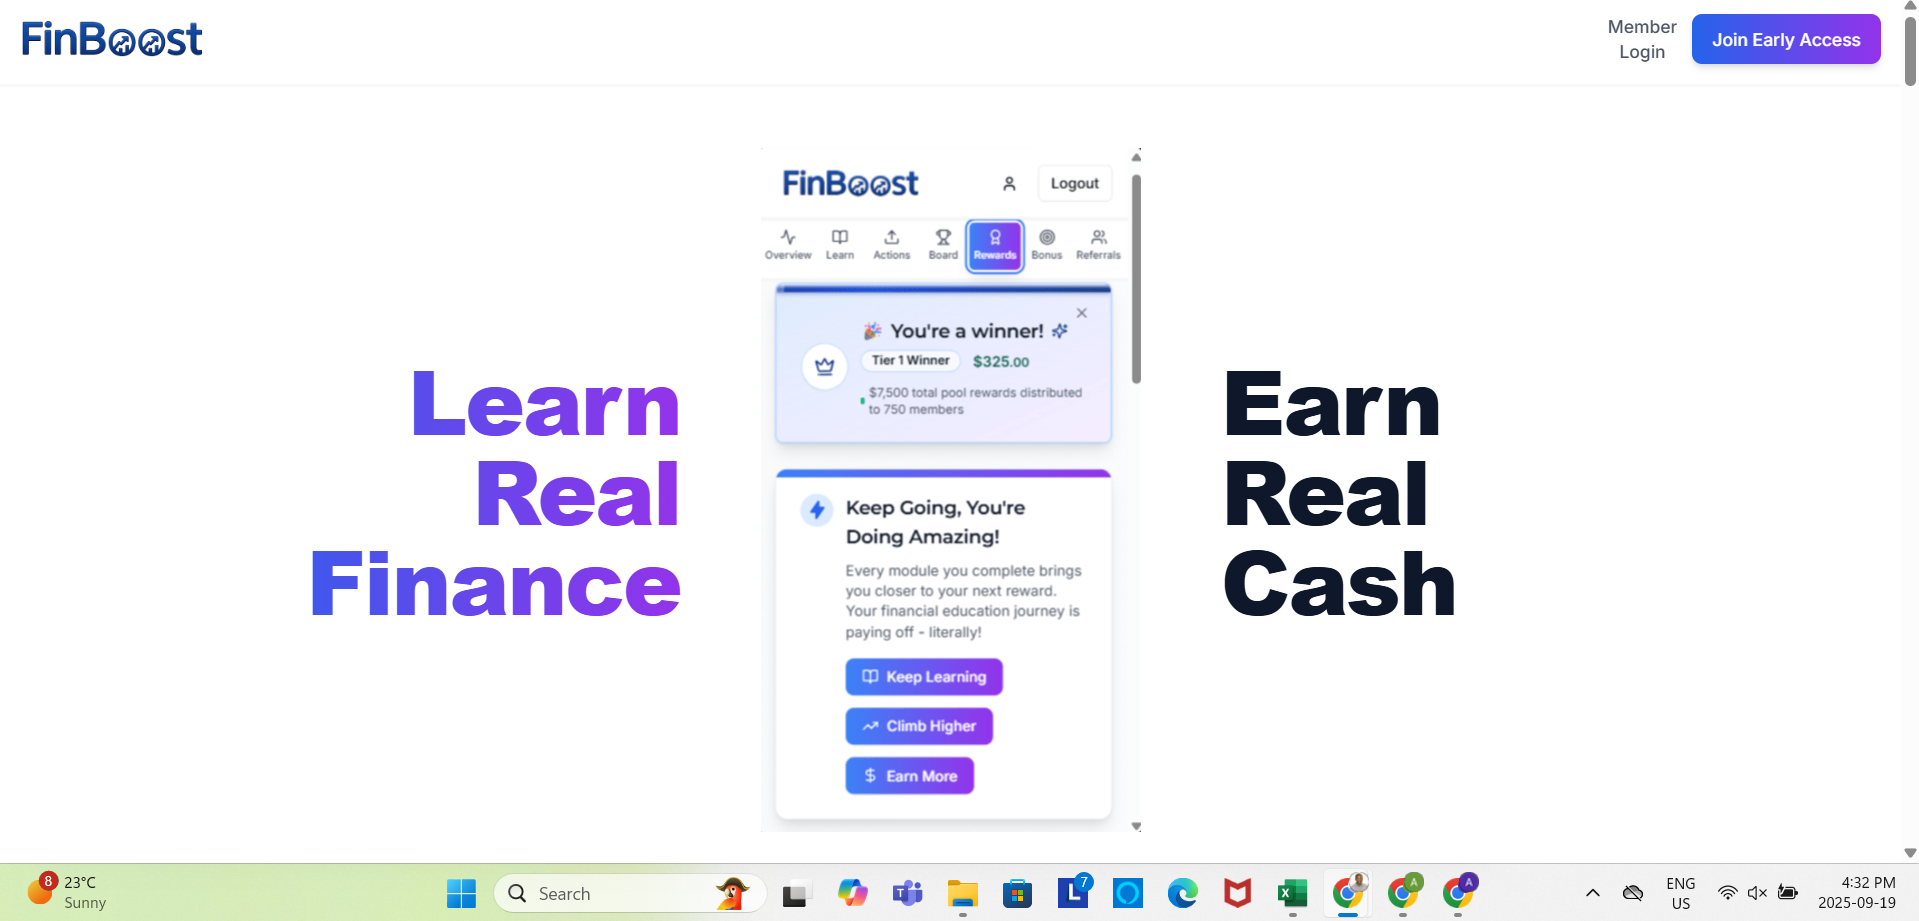 FinBoost
Member
Login
Join Early Access
FinBoost
Logout
Overview
Learn
Actions
Board
Rewards
Bonus
Referrals
🎉 You're a winner!
Tier 1 Winner
$325.00
$7,500 total pool rewards distributed
to 750 members
Learn
Real
Finance
Earn
Real
Cash
Keep Going, You're
Doing Amazing!
Every module you complete brings
you closer to your next reward.
Your financial education journey is
paying off - literally!
Keep Learning
Climb Higher
$ Earn More
8
23°C
Sunny
Search
T
L
7
X
A
A
ENG
US
4:32 PM
2025-09-19